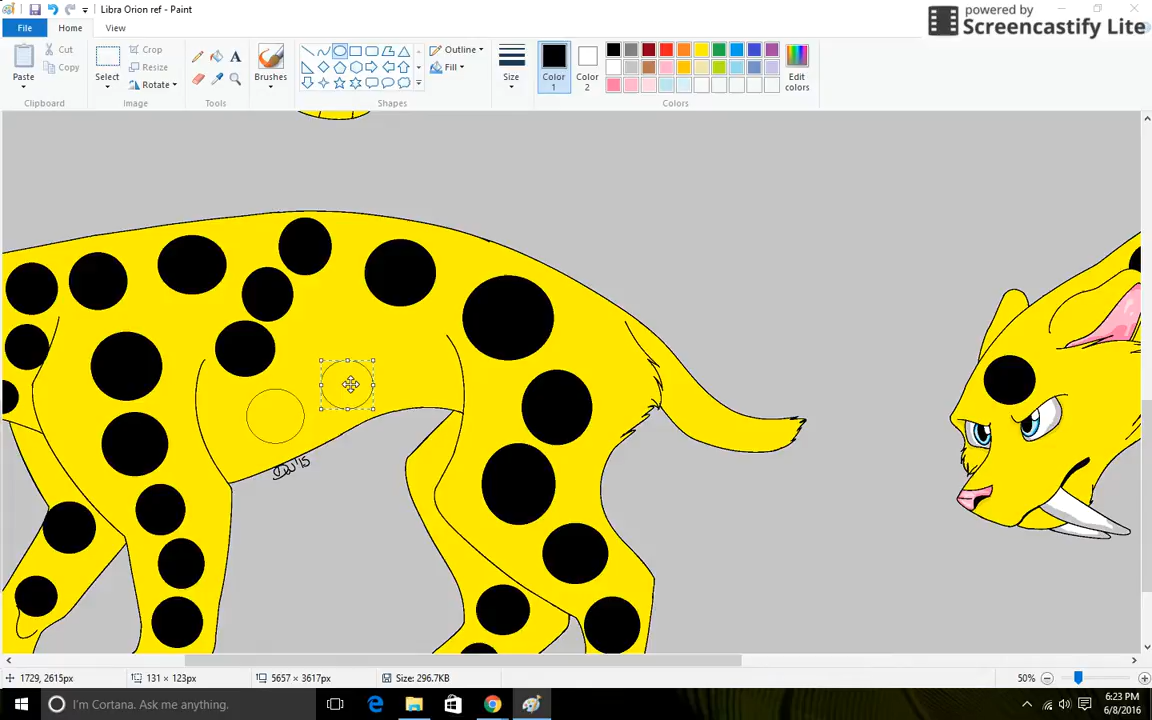 Libra Orion ref - Paint
powered by
Screencastify Lite
File
Home
View
Paste
Cut
Copy
Clipboard
Select
Crop
Resize
Rotate
Image
A
Tools
Brushes
Shapes
Outline
Fill
Size
Color
1
Color
2
Colors
Edit
colors
1729, 2615px
131 × 123px
5657 × 3617px
Size: 296.7KB
50%
I'm Cortana. Ask me anything.
6:23 PM
6/8/2016